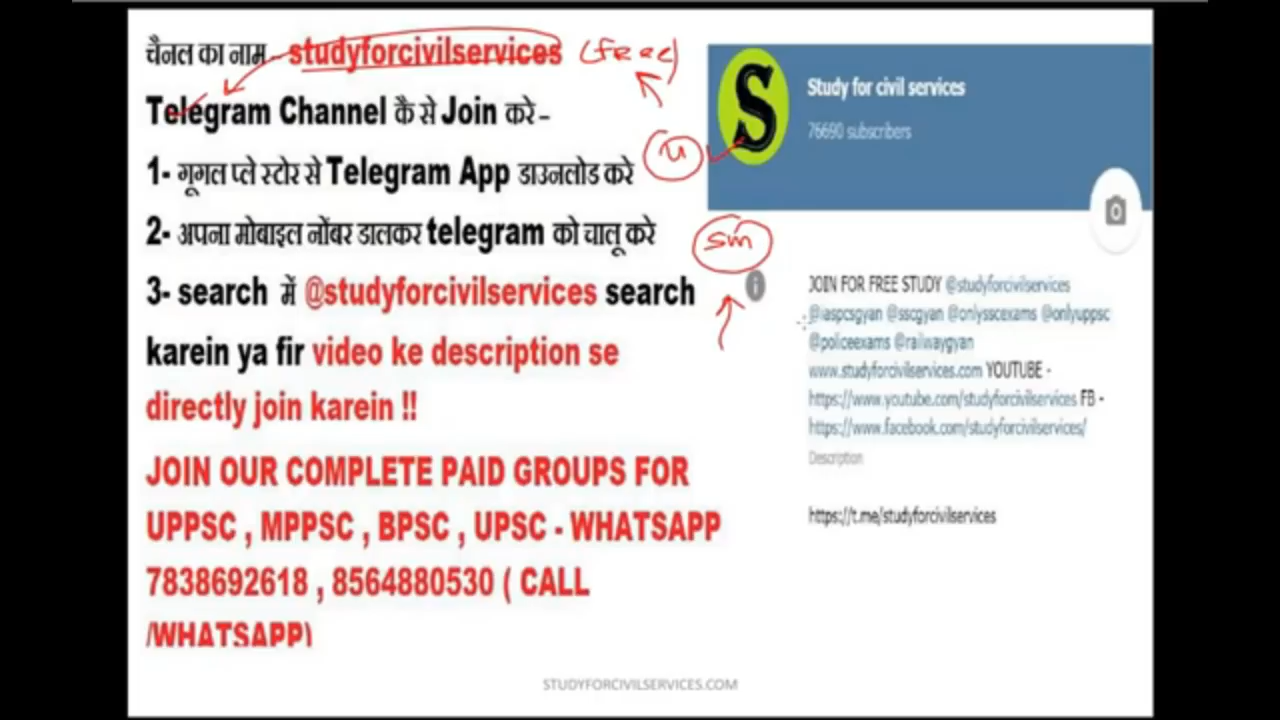 चैनल का नाम - studyforcivilservices (free)
Telegram Channel कैसे Join करे -
1- गूगल प्ले स्टोर से Telegram App डाउनलोड करे
2- अपना मोबाइल नोंबर डालकर telegram को चालू करे
3- search में @studyforcivilservices search
karein ya fir video ke description se
directly join karein !!
JOIN OUR COMPLETE PAID GROUPS FOR
UPPSC , MPPSC , BPSC , UPSC - WHATSAPP
7838692618 , 8564880530 ( CALL
/WHATSAPP)
S
Study for civil services
76690 subscribers
JOIN FOR FREE STUDY @studyforcivilservices
@iaspcsgyan @sscgyan @onlysscexams @onlyuppsc
@policeexams @railwaygyan
www.studyforcivilservices.com YOUTUBE -
https://www.youtube.com/studyforcivilservices FB -
https://www.facebook.com/studyforcivilservices/
Description
https://t.me/studyforcivilservices
STUDYFORCIVILSERVICES.COM